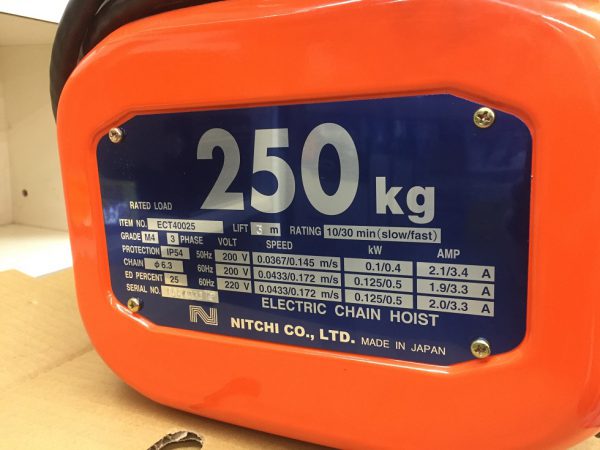 250 kg
RATED LOAD
ITEM NO. ECT40025 LIFT 3 m RATING 10/30 min (slow/fast)
GRADE M4 3 PHASE VOLT SPEED kW AMP
PROTECTION IP54 50Hz 200 V 0.0367/0.145 m/s 0.1/0.4 2.1/3.4 A
CHAIN φ6.3 60Hz 200 V 0.0433/0.172 m/s 0.125/0.5 1.9/3.3 A
ED PERCENT 25 60Hz 220 V 0.0433/0.172 m/s 0.125/0.5 2.0/3.3 A
SERIAL NO.
ELECTRIC CHAIN HOIST
N NITCHI CO., LTD. MADE IN JAPAN